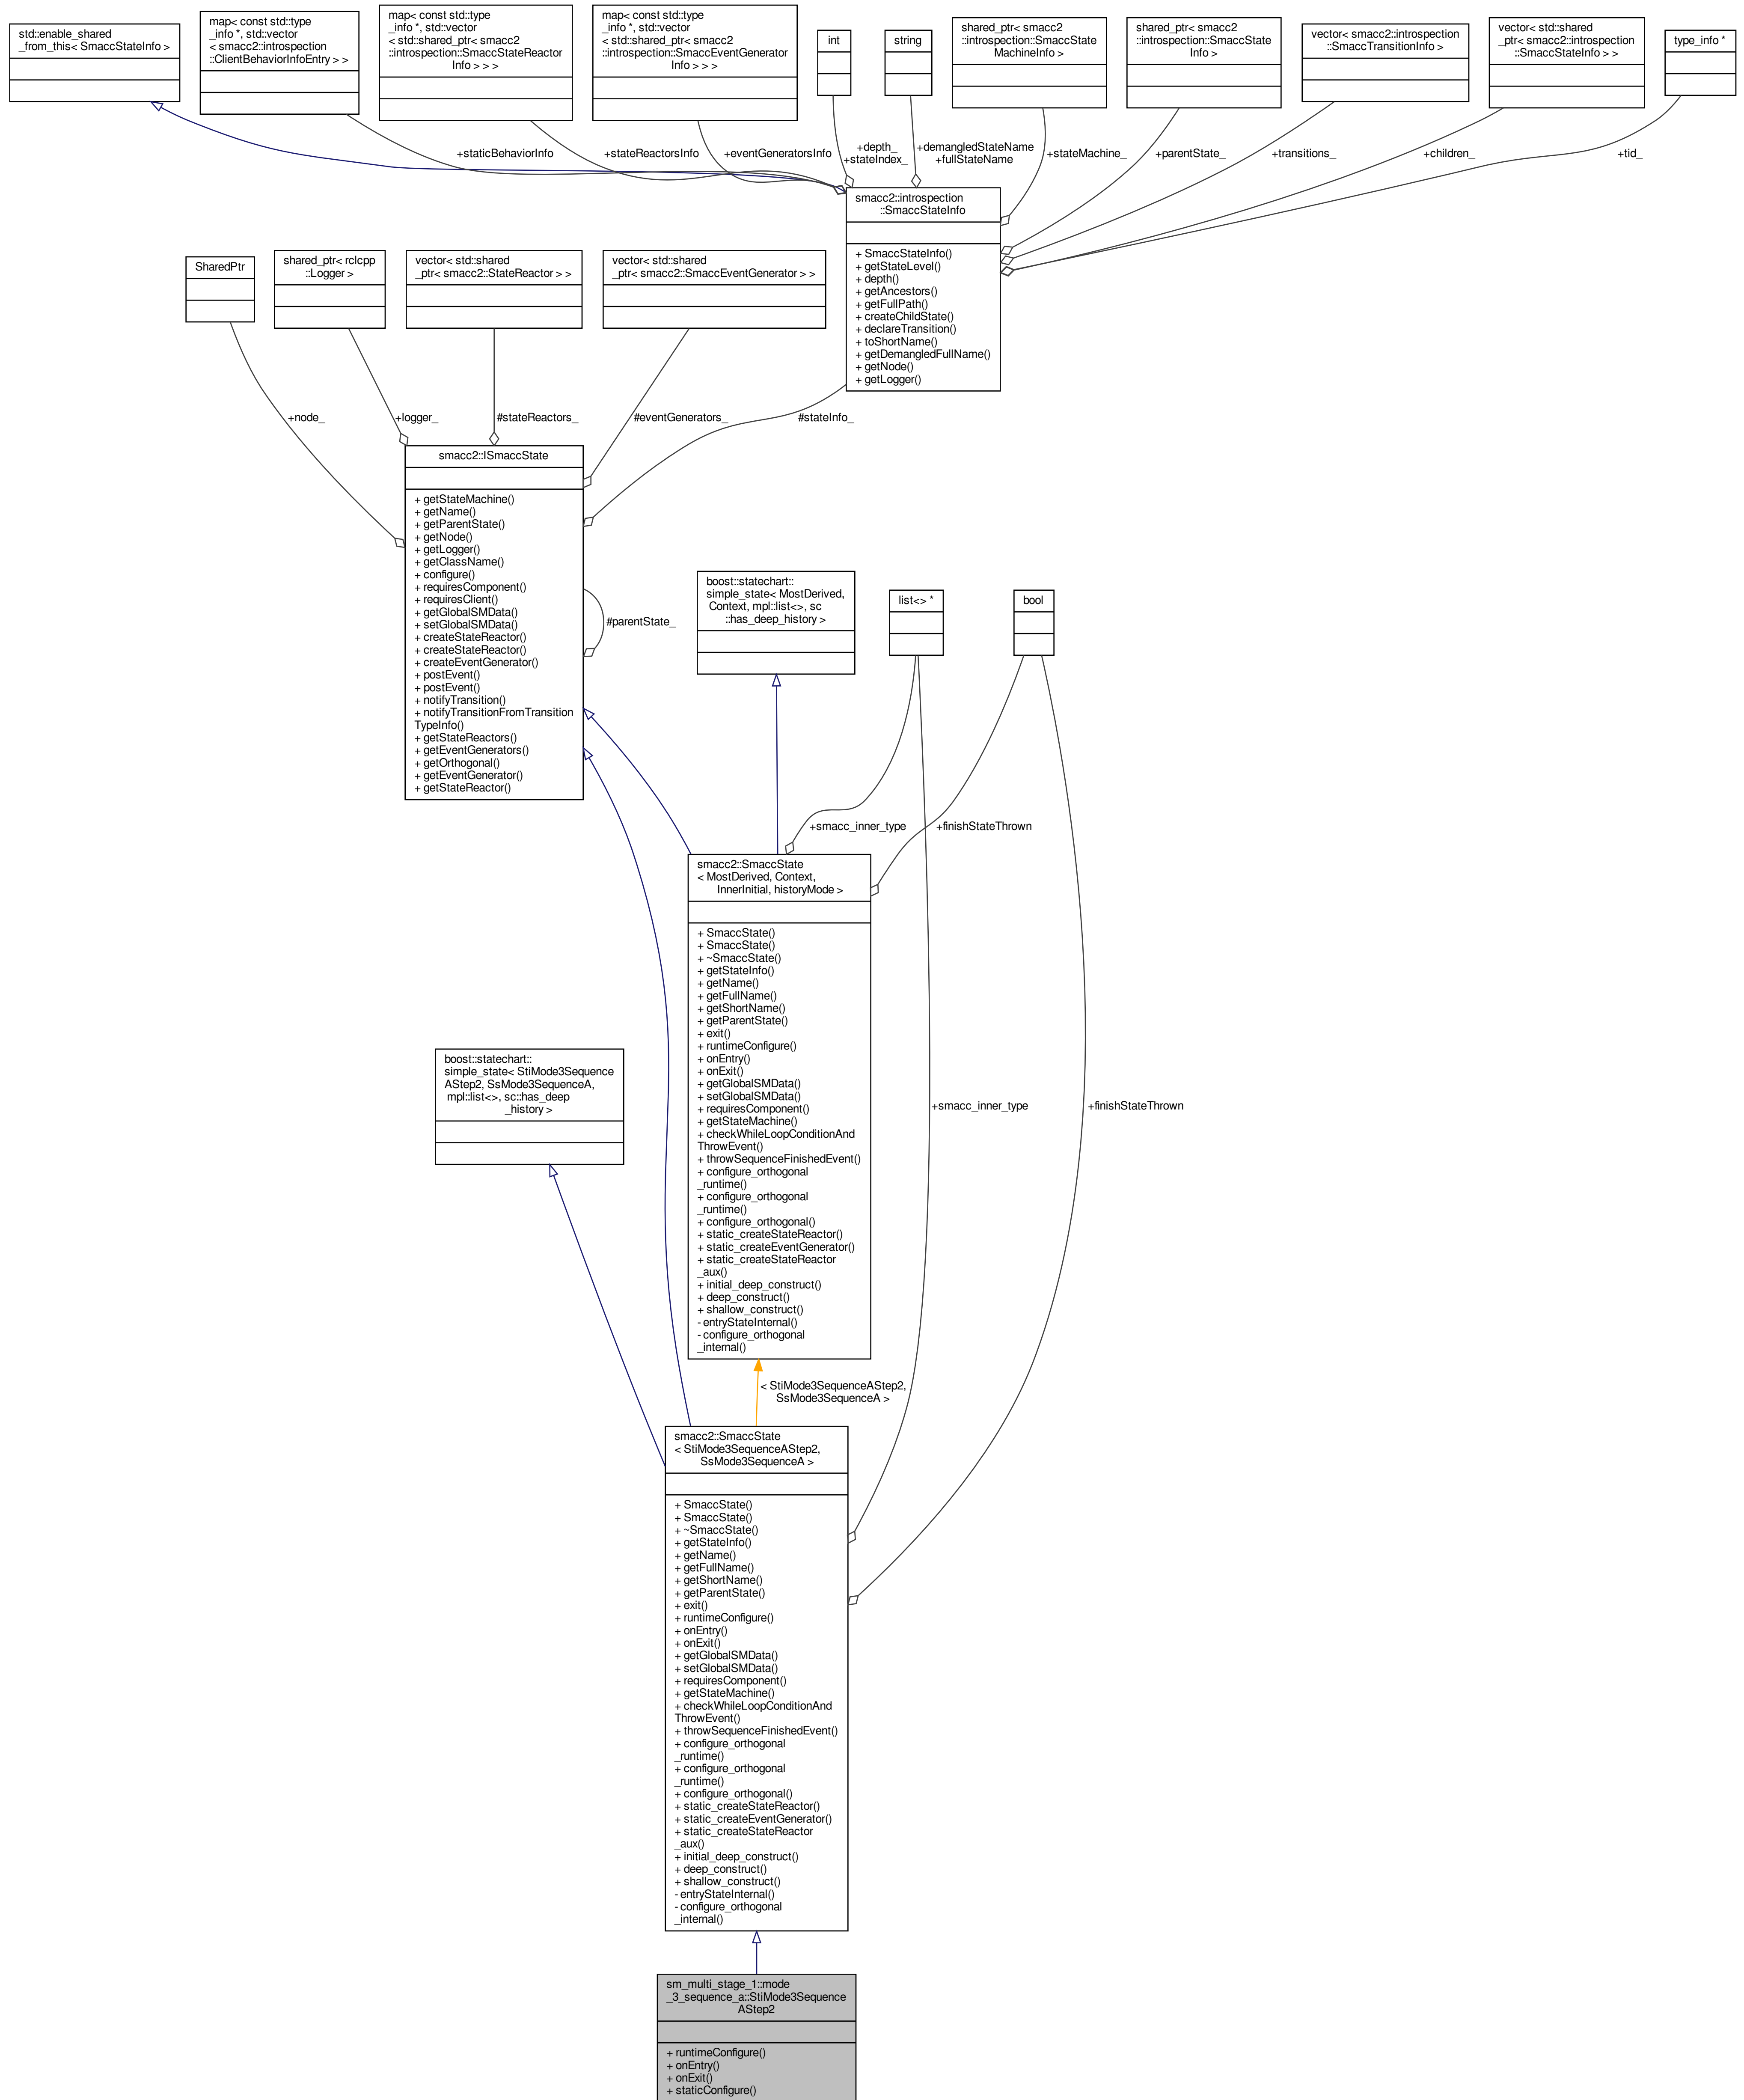 std::enable_shared
_from_this< SmaccStateInfo >
map< const std::type
_info *, std::vector
< smacc2::introspection
::ClientBehaviorInfoEntry > >
map< const std::type
_info *, std::vector
< std::shared_ptr< smacc2
::introspection::SmaccStateReactor
Info > > >
map< const std::type
_info *, std::vector
< std::shared_ptr< smacc2
::introspection::SmaccEventGenerator
Info > > >
int
string
shared_ptr< smacc2
::introspection::SmaccState
MachineInfo >
shared_ptr< smacc2
::introspection::SmaccState
Info >
vector< smacc2::introspection
::SmaccTransitionInfo >
vector< std::shared
_ptr< smacc2::introspection
::SmaccStateInfo > >
type_info *
+staticBehaviorInfo
+stateReactorsInfo
+eventGeneratorsInfo
+depth_
+stateIndex_
+demangledStateName
+fullStateName
+stateMachine_
+parentState_
+transitions_
+children_
+tid_
smacc2::introspection
::SmaccStateInfo
+ SmaccStateInfo()
+ getStateLevel()
+ depth()
+ getAncestors()
+ getFullPath()
+ createChildState()
+ declareTransition()
+ toShortName()
+ getDemangledFullName()
+ getNode()
+ getLogger()
SharedPtr
shared_ptr< rclcpp
::Logger >
vector< std::shared
_ptr< smacc2::StateReactor > >
vector< std::shared
_ptr< smacc2::SmaccEventGenerator > >
+node_
+logger_
#stateReactors_
#eventGenerators_
#stateInfo_
smacc2::ISmaccState
+ getStateMachine()
+ getName()
+ getParentState()
+ getNode()
+ getLogger()
+ getClassName()
+ configure()
+ requiresComponent()
+ requiresClient()
+ getGlobalSMData()
+ setGlobalSMData()
+ createStateReactor()
+ createStateReactor()
+ createEventGenerator()
+ postEvent()
+ postEvent()
+ notifyTransition()
+ notifyTransitionFromTransition
TypeInfo()
+ getStateReactors()
+ getEventGenerators()
+ getOrthogonal()
+ getEventGenerator()
+ getStateReactor()
#parentState_
boost::statechart::
simple_state< MostDerived,
Context, mpl::list<>, sc
::has_deep_history >
list<> *
bool
+smacc_inner_type
+finishStateThrown
smacc2::SmaccState
< MostDerived, Context,
InnerInitial, historyMode >
+ SmaccState()
+ SmaccState()
+ ~SmaccState()
+ getStateInfo()
+ getName()
+ getFullName()
+ getShortName()
+ getParentState()
+ exit()
+ runtimeConfigure()
+ onEntry()
+ onExit()
+ getGlobalSMData()
+ setGlobalSMData()
+ requiresComponent()
+ getStateMachine()
+ checkWhileLoopConditionAnd
ThrowEvent()
+ throwSequenceFinishedEvent()
+ configure_orthogonal
_runtime()
+ configure_orthogonal
_runtime()
+ configure_orthogonal()
+ static_createStateReactor()
+ static_createEventGenerator()
+ static_createStateReactor
_aux()
+ initial_deep_construct()
+ deep_construct()
+ shallow_construct()
- entryStateInternal()
- configure_orthogonal
_internal()
boost::statechart::
simple_state< StiMode3Sequence
AStep2, SsMode3SequenceA,
mpl::list<>, sc::has_deep
_history >
+smacc_inner_type
+finishStateThrown
< StiMode3SequenceAStep2,
SsMode3SequenceA >
smacc2::SmaccState
< StiMode3SequenceAStep2,
SsMode3SequenceA >
+ SmaccState()
+ SmaccState()
+ ~SmaccState()
+ getStateInfo()
+ getName()
+ getFullName()
+ getShortName()
+ getParentState()
+ exit()
+ runtimeConfigure()
+ onEntry()
+ onExit()
+ getGlobalSMData()
+ setGlobalSMData()
+ requiresComponent()
+ getStateMachine()
+ checkWhileLoopConditionAnd
ThrowEvent()
+ throwSequenceFinishedEvent()
+ configure_orthogonal
_runtime()
+ configure_orthogonal
_runtime()
+ configure_orthogonal()
+ static_createStateReactor()
+ static_createEventGenerator()
+ static_createStateReactor
_aux()
+ initial_deep_construct()
+ deep_construct()
+ shallow_construct()
- entryStateInternal()
- configure_orthogonal
_internal()
sm_multi_stage_1::mode
_3_sequence_a::StiMode3Sequence
AStep2
+ runtimeConfigure()
+ onEntry()
+ onExit()
+ staticConfigure()